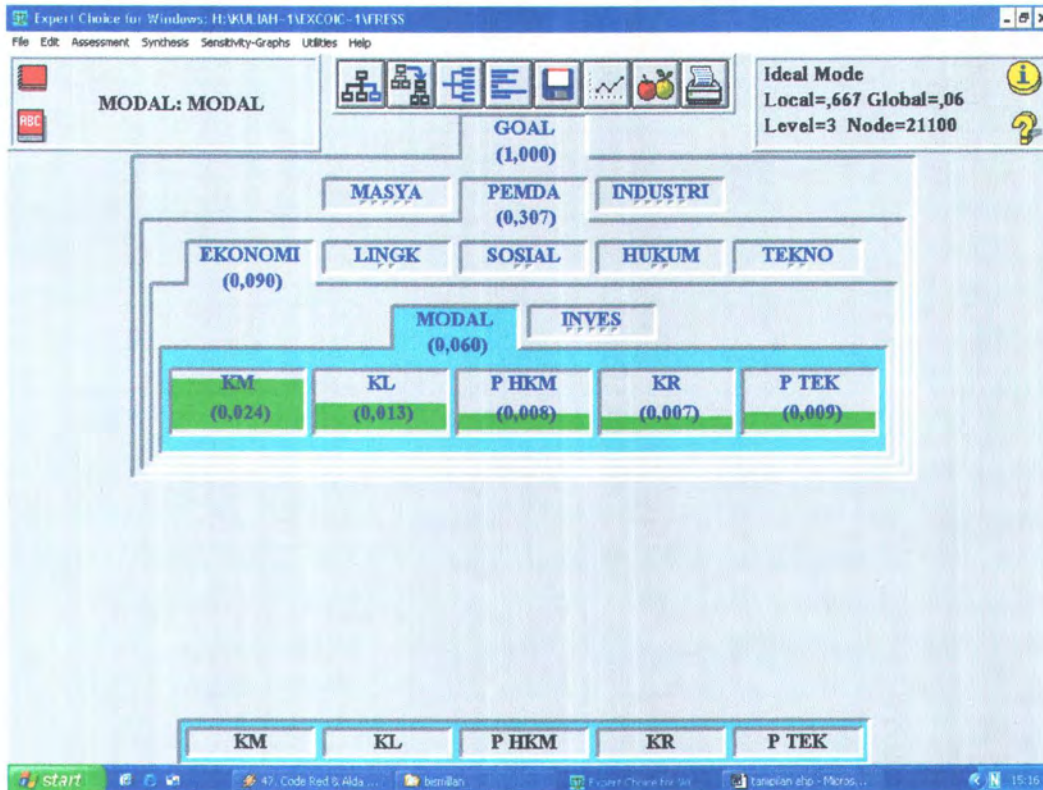 Expert Choice for Windows: H:\KULIAH~1\EXCOIC~1\FRESS
File Edit Assessment Synthesis Sensitivity-Graphs Utilities Help
MODAL: MODAL
ABC
Ideal Mode
Local=,667 Global=,06
Level=3 Node=21100
GOAL
(1,000)
MASYA PEMDA INDUSTRI
(0,307)
EKONOMI LINGK SOSIAL HUKUM TEKNO
(0,090)
MODAL INVES
(0,060)
KM KL P HKM KR P TEK
(0,024) (0,013) (0,008) (0,007) (0,009)
KM KL P HKM KR P TEK
start 47. Code Red & Alda ... Expert Choice for Wi... N 15:16